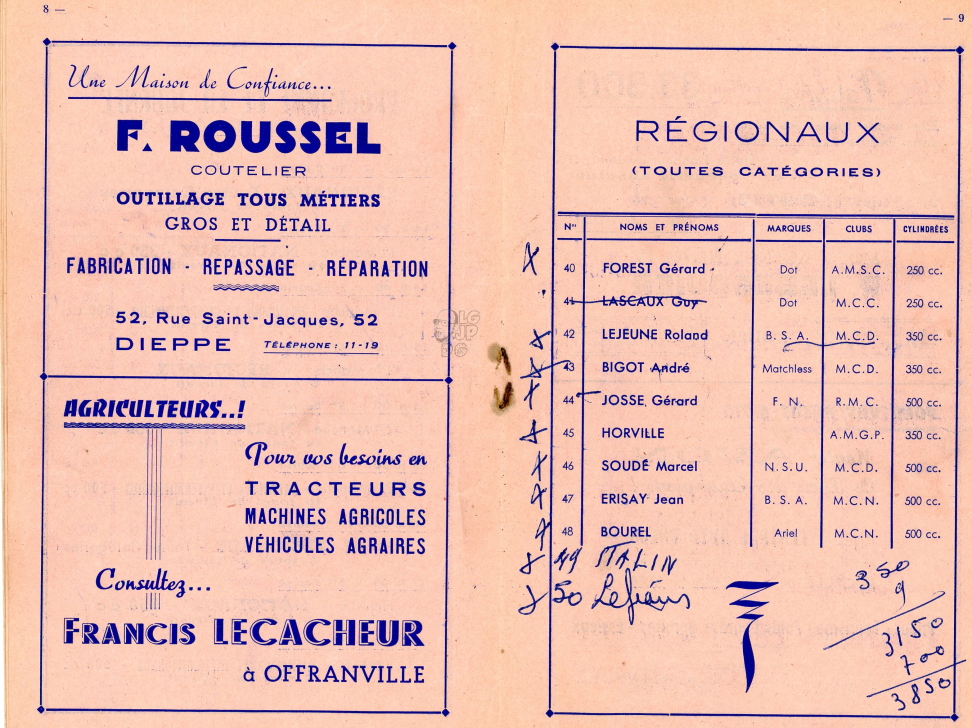 8 —
Une Maison de Confiance...
F. ROUSSEL
COUTELIER
OUTILLAGE TOUS MÉTIERS
GROS ET DÉTAIL
FABRICATION - REPASSAGE - RÉPARATION
52, Rue Saint-Jacques, 52
DIEPPE TÉLÉPHONE : 11-19
AGRICULTEURS..!
Pour vos besoins en
TRACTEURS
MACHINES AGRICOLES
VÉHICULES AGRAIRES
Consultez...
FRANCIS LECACHEUR
à OFFRANVILLE
— 9
RÉGIONAUX
(TOUTES CATÉGORIES)
Nos NOMS ET PRÉNOMS MARQUES CLUBS CYLINDRÉES
X 40 FOREST Gérard Dot A.M.S.C. 250 cc.
41 LASCAUX Guy Dot M.C.C. 250 cc.
X 42 LEJEUNE Roland B.S.A. M.C.D. 350 cc.
X 43 BIGOT André Matchless M.C.D. 350 cc.
X 44 JOSSE, Gérard F.N. R.M.C. 500 cc.
X 45 HORVILLE A.M.G.P. 350 cc.
X 46 SOUDÉ Marcel N.S.U. M.C.D. 500 cc.
X 47 ERISAY Jean B.S.A. M.C.N. 500 cc.
X 48 BOUREL Ariel M.C.N. 500 cc.
X 49 STALIN
X 50
350
9
3150
700
3850